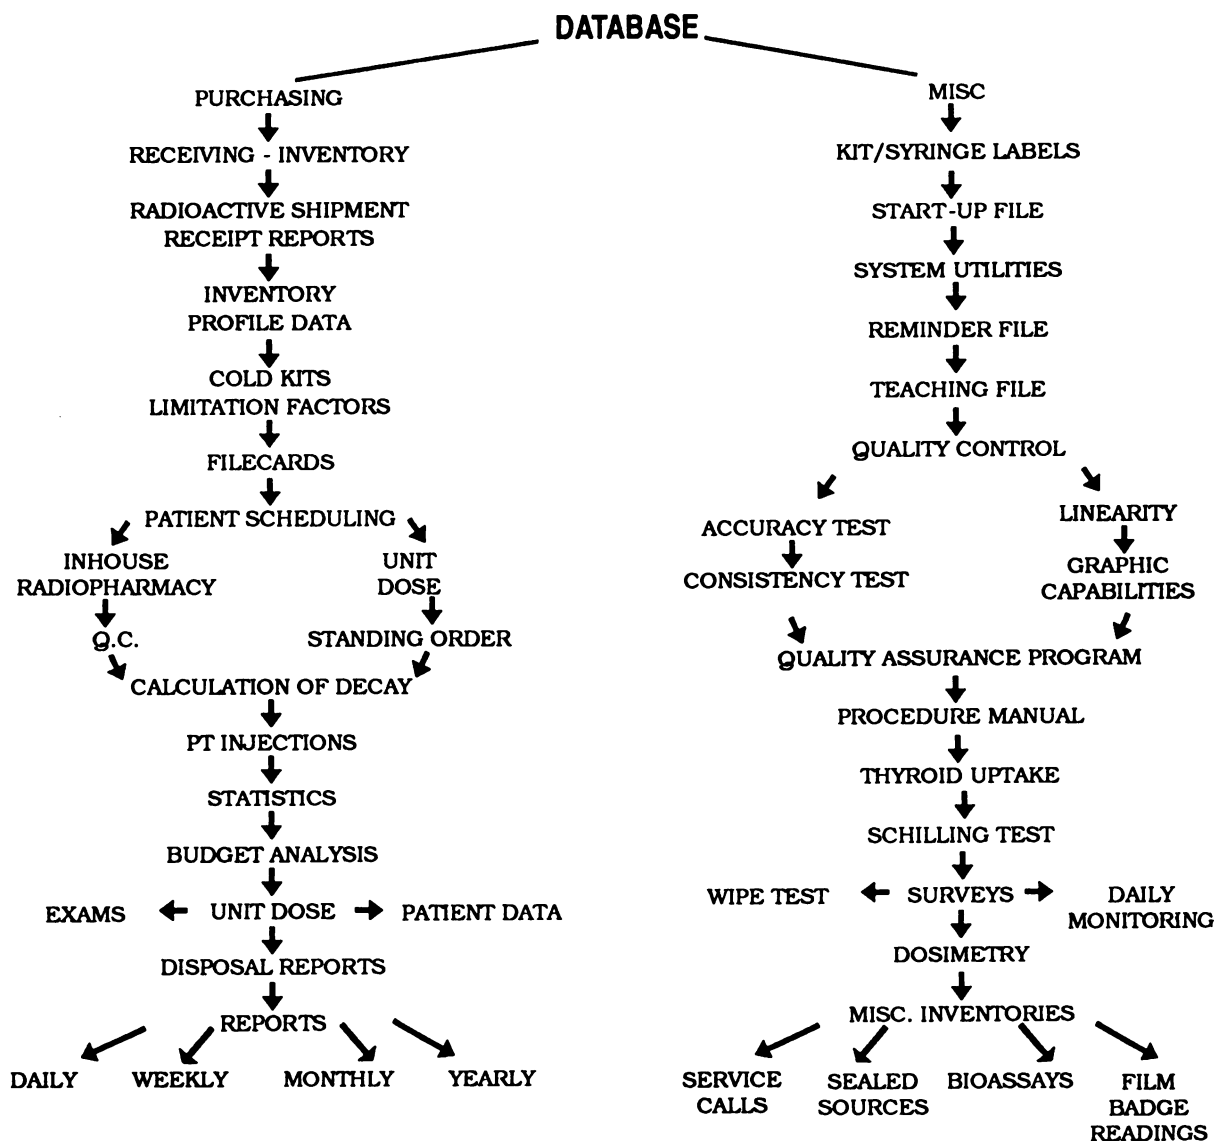 DATABASE
PURCHASING
RECEIVING - INVENTORY
RADIOACTIVE SHIPMENT
RECEIPT REPORTS
INVENTORY
PROFILE DATA
COLD KITS
LIMITATION FACTORS
FILECARDS
PATIENT SCHEDULING
INHOUSE
RADIOPHARMACY
UNIT
DOSE
Q.C.
STANDING ORDER
CALCULATION OF DECAY
PT INJECTIONS
STATISTICS
BUDGET ANALYSIS
EXAMS
UNIT DOSE
PATIENT DATA
DISPOSAL REPORTS
REPORTS
DAILY
WEEKLY
MONTHLY
YEARLY
MISC
KIT/SYRINGE LABELS
START-UP FILE
SYSTEM UTILITIES
REMINDER FILE
TEACHING FILE
QUALITY CONTROL
ACCURACY TEST
CONSISTENCY TEST
LINEARITY
GRAPHIC
CAPABILITIES
QUALITY ASSURANCE PROGRAM
PROCEDURE MANUAL
THYROID UPTAKE
SCHILLING TEST
WIPE TEST
SURVEYS
DAILY
MONITORING
DOSIMETRY
MISC. INVENTORIES
SERVICE
CALLS
SEALED
SOURCES
BIOASSAYS
FILM
BADGE
READINGS